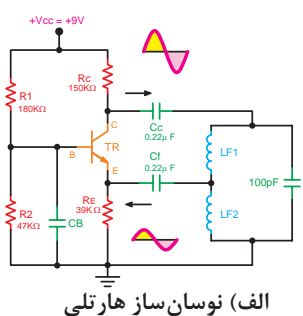 +Vcc = +9V
Rc
150KΩ
R1
180KΩ
C
Cc
0.22μ F
B
TR
LF1
E
Cf
0.22μ F
100pF
R2
47KΩ
CB
RE
39KΩ
LF2
الف) نوسان‌ساز هارتلی